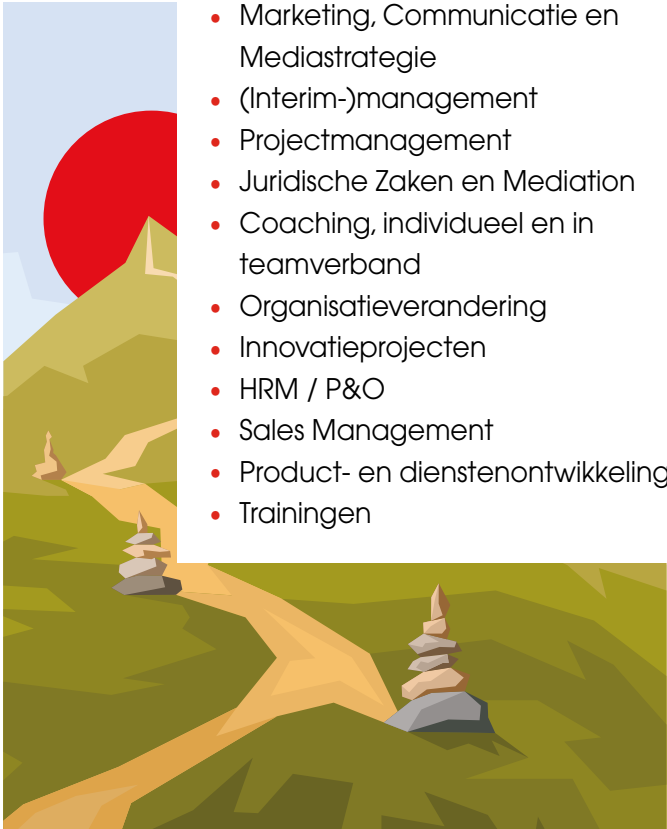 • Marketing, Communicatie en
Mediastrategie
• (Interim-)management
• Projectmanagement
• Juridische Zaken en Mediation
• Coaching, individueel en in
teamverband
• Organisatieverandering
• Innovatieprojecten
• HRM / P&O
• Sales Management
• Product- en dienstenontwikkeling
• Trainingen